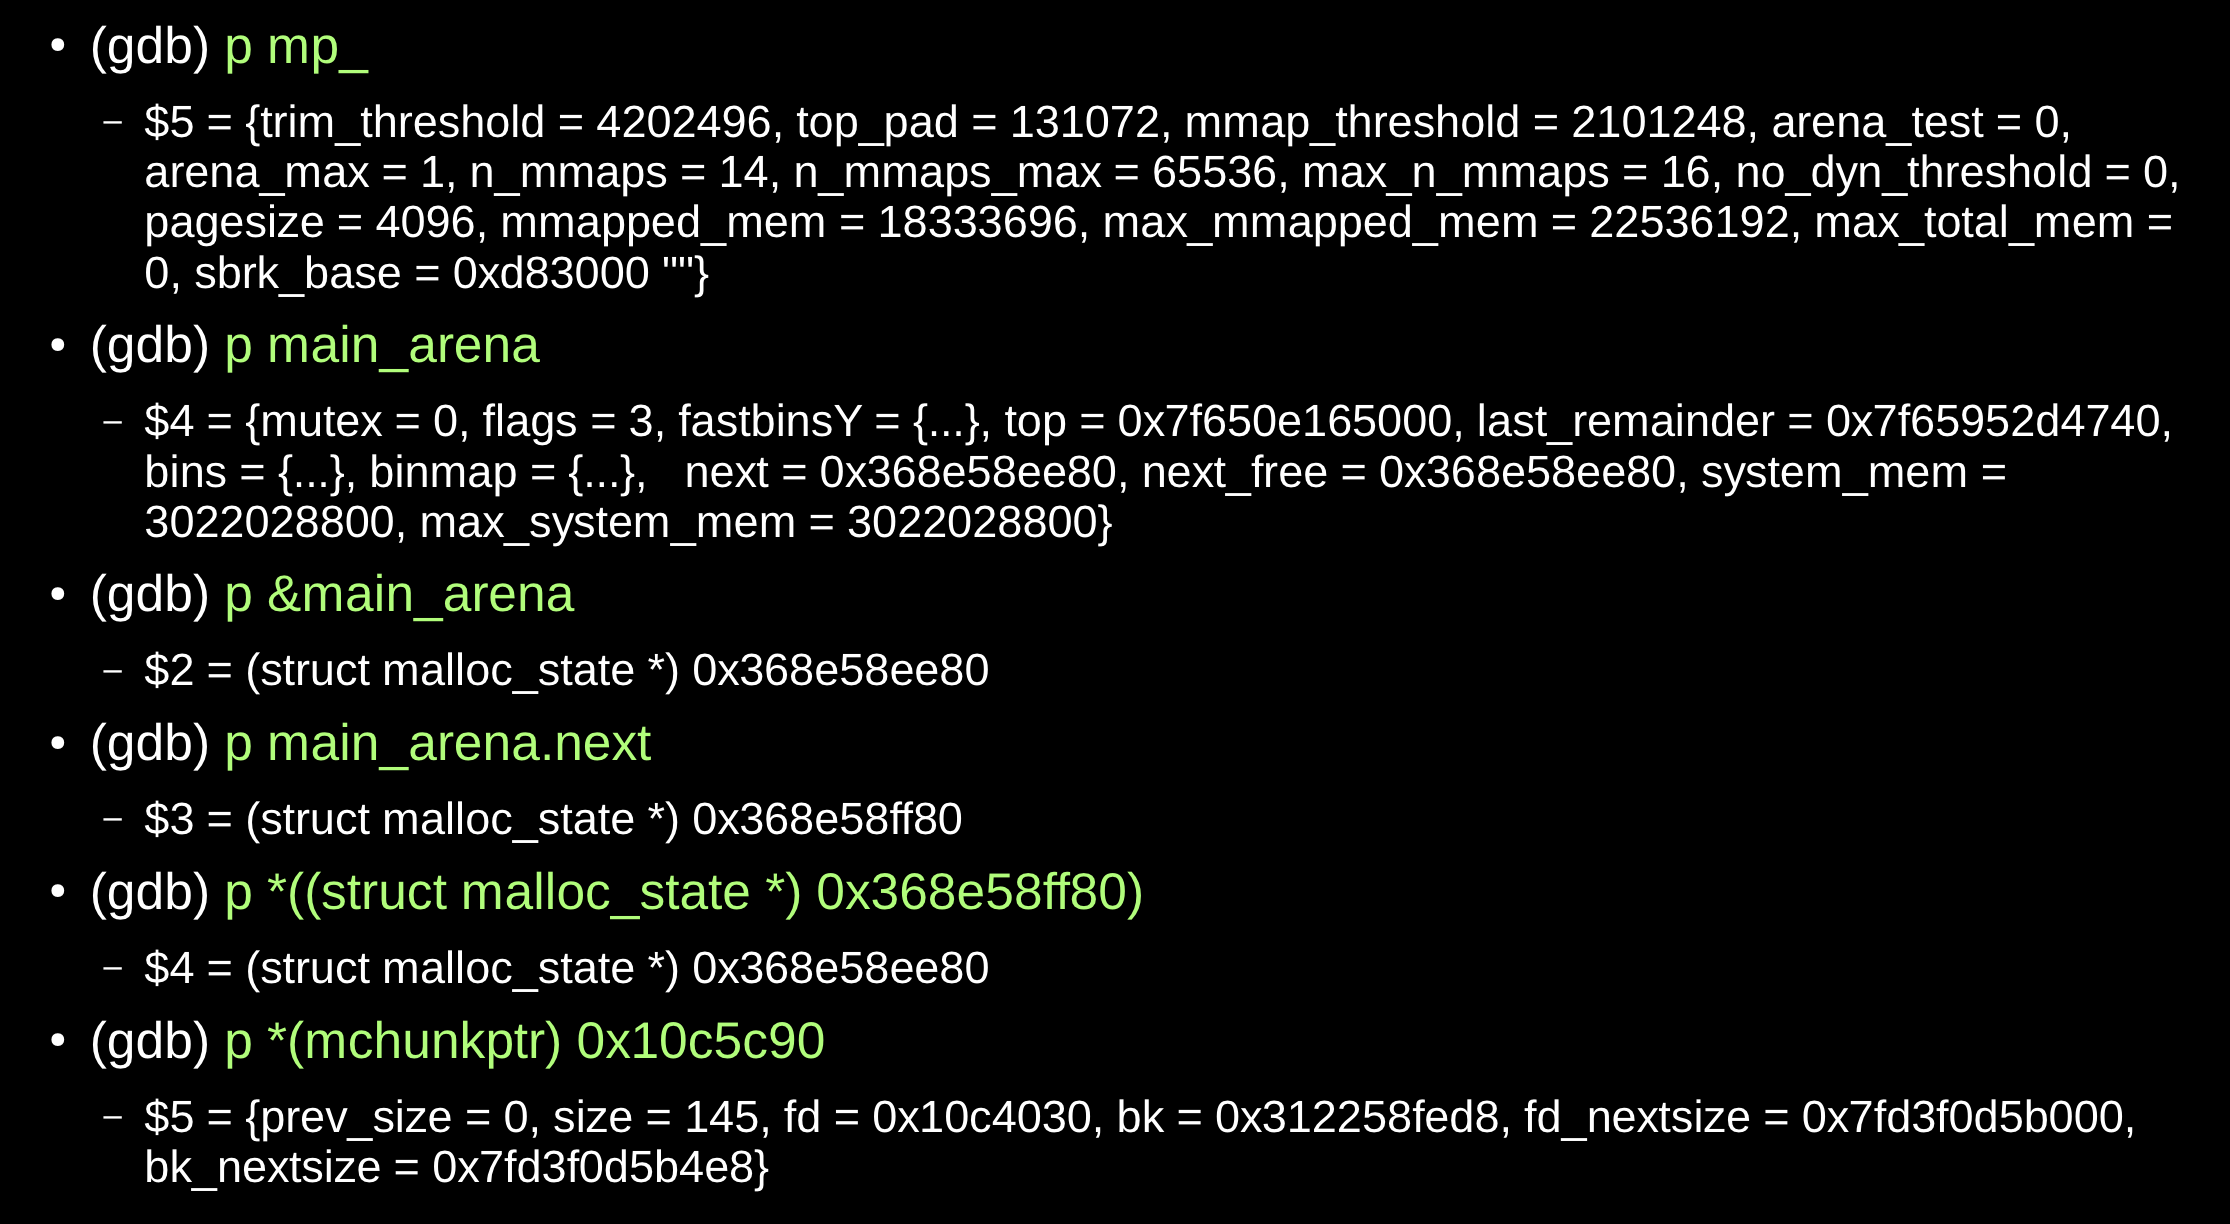 • (gdb) p mp_
– $5 = {trim_threshold = 4202496, top_pad = 131072, mmap_threshold = 2101248, arena_test = 0,
arena_max = 1, n_mmaps = 14, n_mmaps_max = 65536, max_n_mmaps = 16, no_dyn_threshold = 0,
pagesize = 4096, mmapped_mem = 18333696, max_mmapped_mem = 22536192, max_total_mem =
0, sbrk_base = 0xd83000 ""}
• (gdb) p main_arena
– $4 = {mutex = 0, flags = 3, fastbinsY = {...}, top = 0x7f650e165000, last_remainder = 0x7f65952d4740,
bins = {...}, binmap = {...},   next = 0x368e58ee80, next_free = 0x368e58ee80, system_mem =
3022028800, max_system_mem = 3022028800}
• (gdb) p &main_arena
– $2 = (struct malloc_state *) 0x368e58ee80
• (gdb) p main_arena.next
– $3 = (struct malloc_state *) 0x368e58ff80
• (gdb) p *((struct malloc_state *) 0x368e58ff80)
– $4 = (struct malloc_state *) 0x368e58ee80
• (gdb) p *(mchunkptr) 0x10c5c90
– $5 = {prev_size = 0, size = 145, fd = 0x10c4030, bk = 0x312258fed8, fd_nextsize = 0x7fd3f0d5b000,
bk_nextsize = 0x7fd3f0d5b4e8}